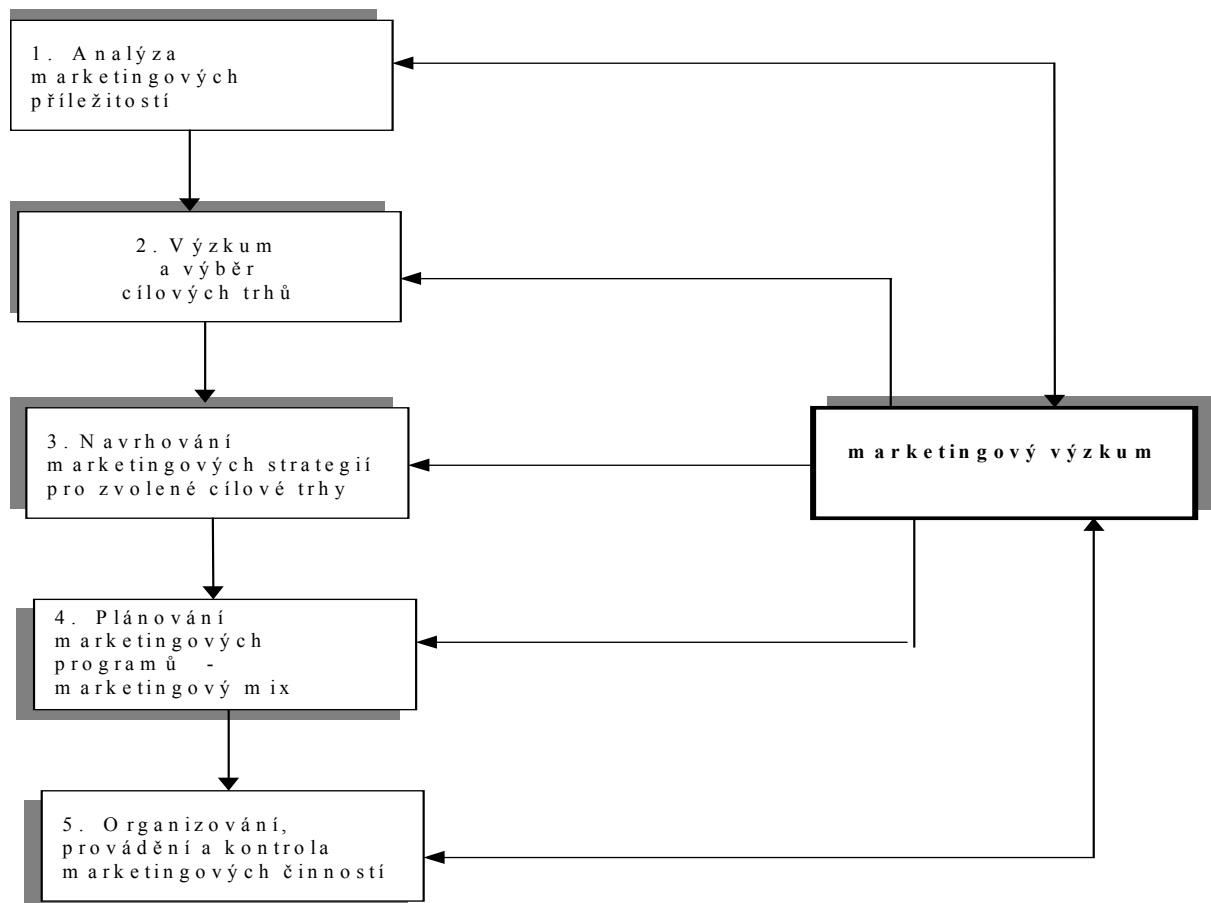 1. Analýza
marketingových
příležitostí
2. Výzkum
a výběr
cílových trhů
3. Navrhování
marketingových strategií
pro zvolené cílové trhy
marketingový výzkum
4. Plánování
marketingových
programů -
marketingový mix
5. Organizování,
provádění a kontrola
marketingových činností